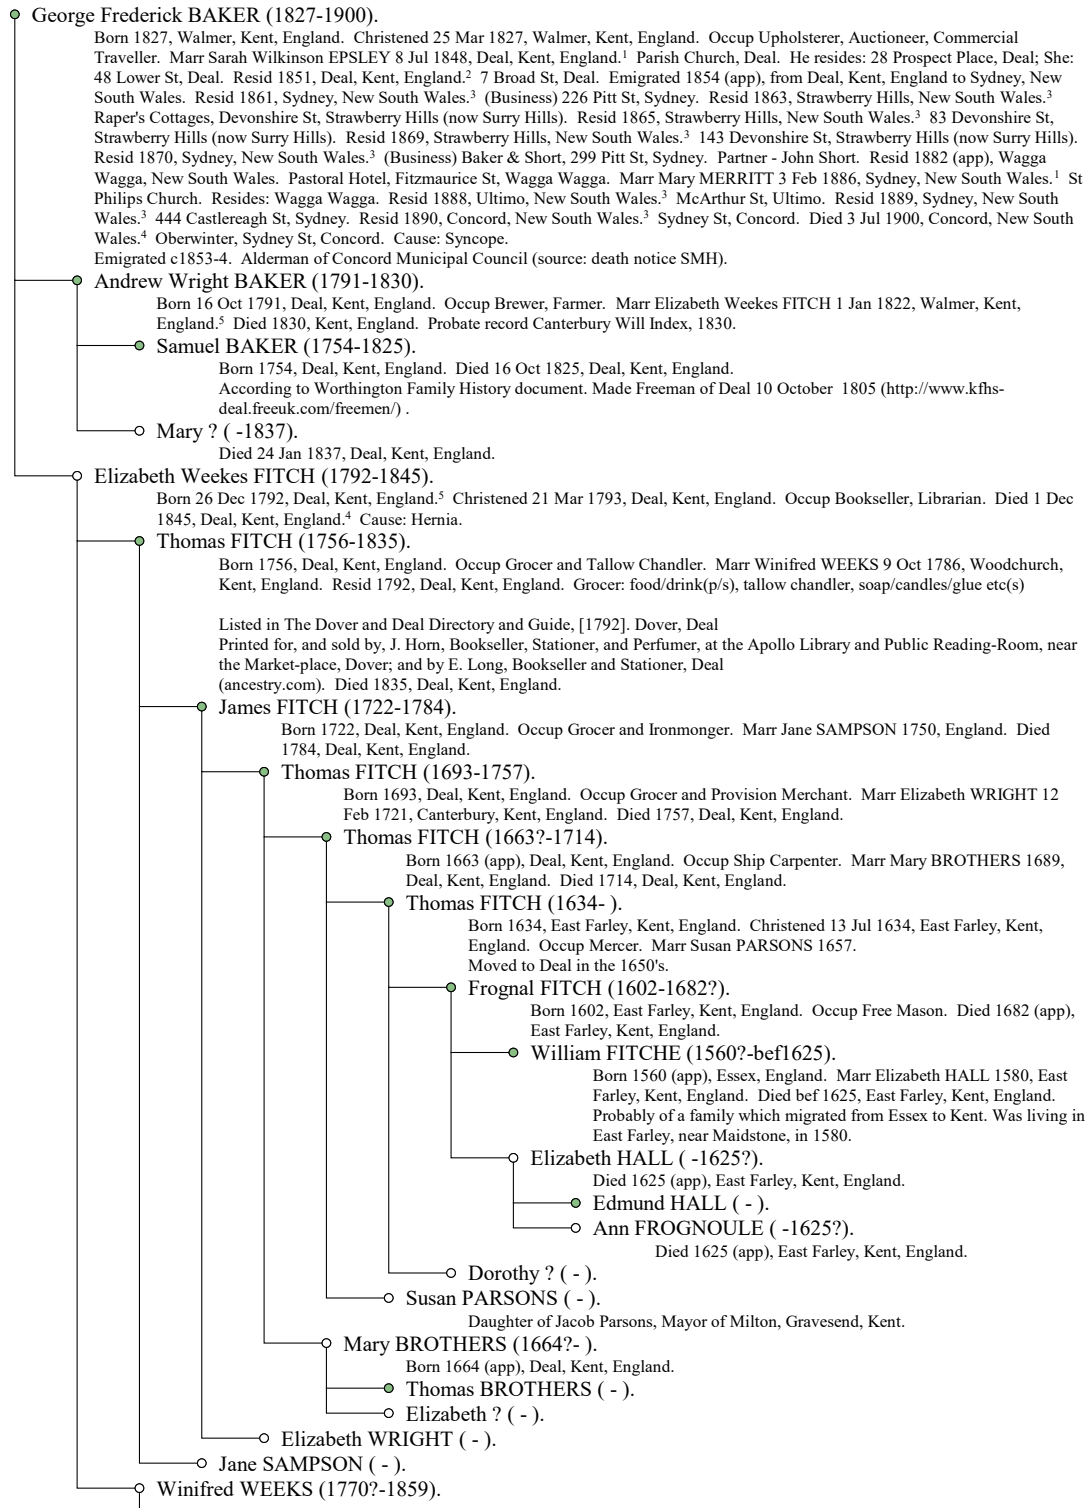 George Frederick BAKER (1827-1900).
Born 1827, Walmer, Kent, England. Christened 25 Mar 1827, Walmer, Kent, England. Occup Upholsterer, Auctioneer, Commercial
Traveller. Marr Sarah Wilkinson EPSLEY 8 Jul 1848, Deal, Kent, England.¹ Parish Church, Deal. He resides: 28 Prospect Place, Deal; She:
48 Lower St, Deal. Resid 1851, Deal, Kent, England.² 7 Broad St, Deal. Emigrated 1854 (app), from Deal, Kent, England to Sydney, New
South Wales. Resid 1861, Sydney, New South Wales.³ (Business) 226 Pitt St, Sydney. Resid 1863, Strawberry Hills, New South Wales.³
Raper's Cottages, Devonshire St, Strawberry Hills (now Surry Hills). Resid 1865, Strawberry Hills, New South Wales.³ 83 Devonshire St,
Strawberry Hills (now Surry Hills). Resid 1869, Strawberry Hills, New South Wales.³ 143 Devonshire St, Strawberry Hills (now Surry Hills).
Resid 1870, Sydney, New South Wales.³ (Business) Baker & Short, 299 Pitt St, Sydney. Partner - John Short. Resid 1882 (app), Wagga
Wagga, New South Wales. Pastoral Hotel, Fitzmaurice St, Wagga Wagga. Marr Mary MERRITT 3 Feb 1886, Sydney, New South Wales.¹ St
Philips Church. Resides: Wagga Wagga. Resid 1888, Ultimo, New South Wales.³ McArthur St, Ultimo. Resid 1889, Sydney, New South
Wales.³ 444 Castlereagh St, Sydney. Resid 1890, Concord, New South Wales.³ Sydney St, Concord. Died 3 Jul 1900, Concord, New South
Wales.⁴ Oberwinter, Sydney St, Concord. Cause: Syncope.
Emigrated c1853-4. Alderman of Concord Municipal Council (source: death notice SMH).
Andrew Wright BAKER (1791-1830).
Born 16 Oct 1791, Deal, Kent, England. Occup Brewer, Farmer. Marr Elizabeth Weekes FITCH 1 Jan 1822, Walmer, Kent,
England.⁵ Died 1830, Kent, England. Probate record Canterbury Will Index, 1830.
Samuel BAKER (1754-1825).
Born 1754, Deal, Kent, England. Died 16 Oct 1825, Deal, Kent, England.
According to Worthington Family History document. Made Freeman of Deal 10 October 1805 (http://www.kfhs-
deal.freeuk.com/freemen/) .
Mary ? ( -1837).
Died 24 Jan 1837, Deal, Kent, England.
Elizabeth Weekes FITCH (1792-1845).
Born 26 Dec 1792, Deal, Kent, England.⁵ Christened 21 Mar 1793, Deal, Kent, England. Occup Bookseller, Librarian. Died 1 Dec
1845, Deal, Kent, England.⁴ Cause: Hernia.
Thomas FITCH (1756-1835).
Born 1756, Deal, Kent, England. Occup Grocer and Tallow Chandler. Marr Winifred WEEKS 9 Oct 1786, Woodchurch,
Kent, England. Resid 1792, Deal, Kent, England. Grocer: food/drink(p/s), tallow chandler, soap/candles/glue etc(s)
Listed in The Dover and Deal Directory and Guide, [1792]. Dover, Deal
Printed for, and sold by, J. Horn, Bookseller, Stationer, and Perfumer, at the Apollo Library and Public Reading-Room, near
the Market-place, Dover; and by E. Long, Bookseller and Stationer, Deal
(ancestry.com). Died 1835, Deal, Kent, England.
James FITCH (1722-1784).
Born 1722, Deal, Kent, England. Occup Grocer and Ironmonger. Marr Jane SAMPSON 1750, England. Died
1784, Deal, Kent, England.
Thomas FITCH (1693-1757).
Born 1693, Deal, Kent, England. Occup Grocer and Provision Merchant. Marr Elizabeth WRIGHT 12
Feb 1721, Canterbury, Kent, England. Died 1757, Deal, Kent, England.
Thomas FITCH (1663?-1714).
Born 1663 (app), Deal, Kent, England. Occup Ship Carpenter. Marr Mary BROTHERS 1689,
Deal, Kent, England. Died 1714, Deal, Kent, England.
Thomas FITCH (1634- ).
Born 1634, East Farley, Kent, England. Christened 13 Jul 1634, East Farley, Kent,
England. Occup Mercer. Marr Susan PARSONS 1657.
Moved to Deal in the 1650's.
Frognal FITCH (1602-1682?).
Born 1602, East Farley, Kent, England. Occup Free Mason. Died 1682 (app),
East Farley, Kent, England.
William FITCHE (1560?-bef1625).
Born 1560 (app), Essex, England. Marr Elizabeth HALL 1580, East
Farley, Kent, England. Died bef 1625, East Farley, Kent, England.
Probably of a family which migrated from Essex to Kent. Was living in
East Farley, near Maidstone, in 1580.
Elizabeth HALL ( -1625?).
Died 1625 (app), East Farley, Kent, England.
Edmund HALL ( - ).
Ann FROGNOULE ( -1625?).
Died 1625 (app), East Farley, Kent, England.
Dorothy ? ( - ).
Susan PARSONS ( - ).
Daughter of Jacob Parsons, Mayor of Milton, Gravesend, Kent.
Mary BROTHERS (1664?- ).
Born 1664 (app), Deal, Kent, England.
Thomas BROTHERS ( - ).
Elizabeth ? ( - ).
Elizabeth WRIGHT ( - ).
Jane SAMPSON ( - ).
Winifred WEEKS (1770?-1859).